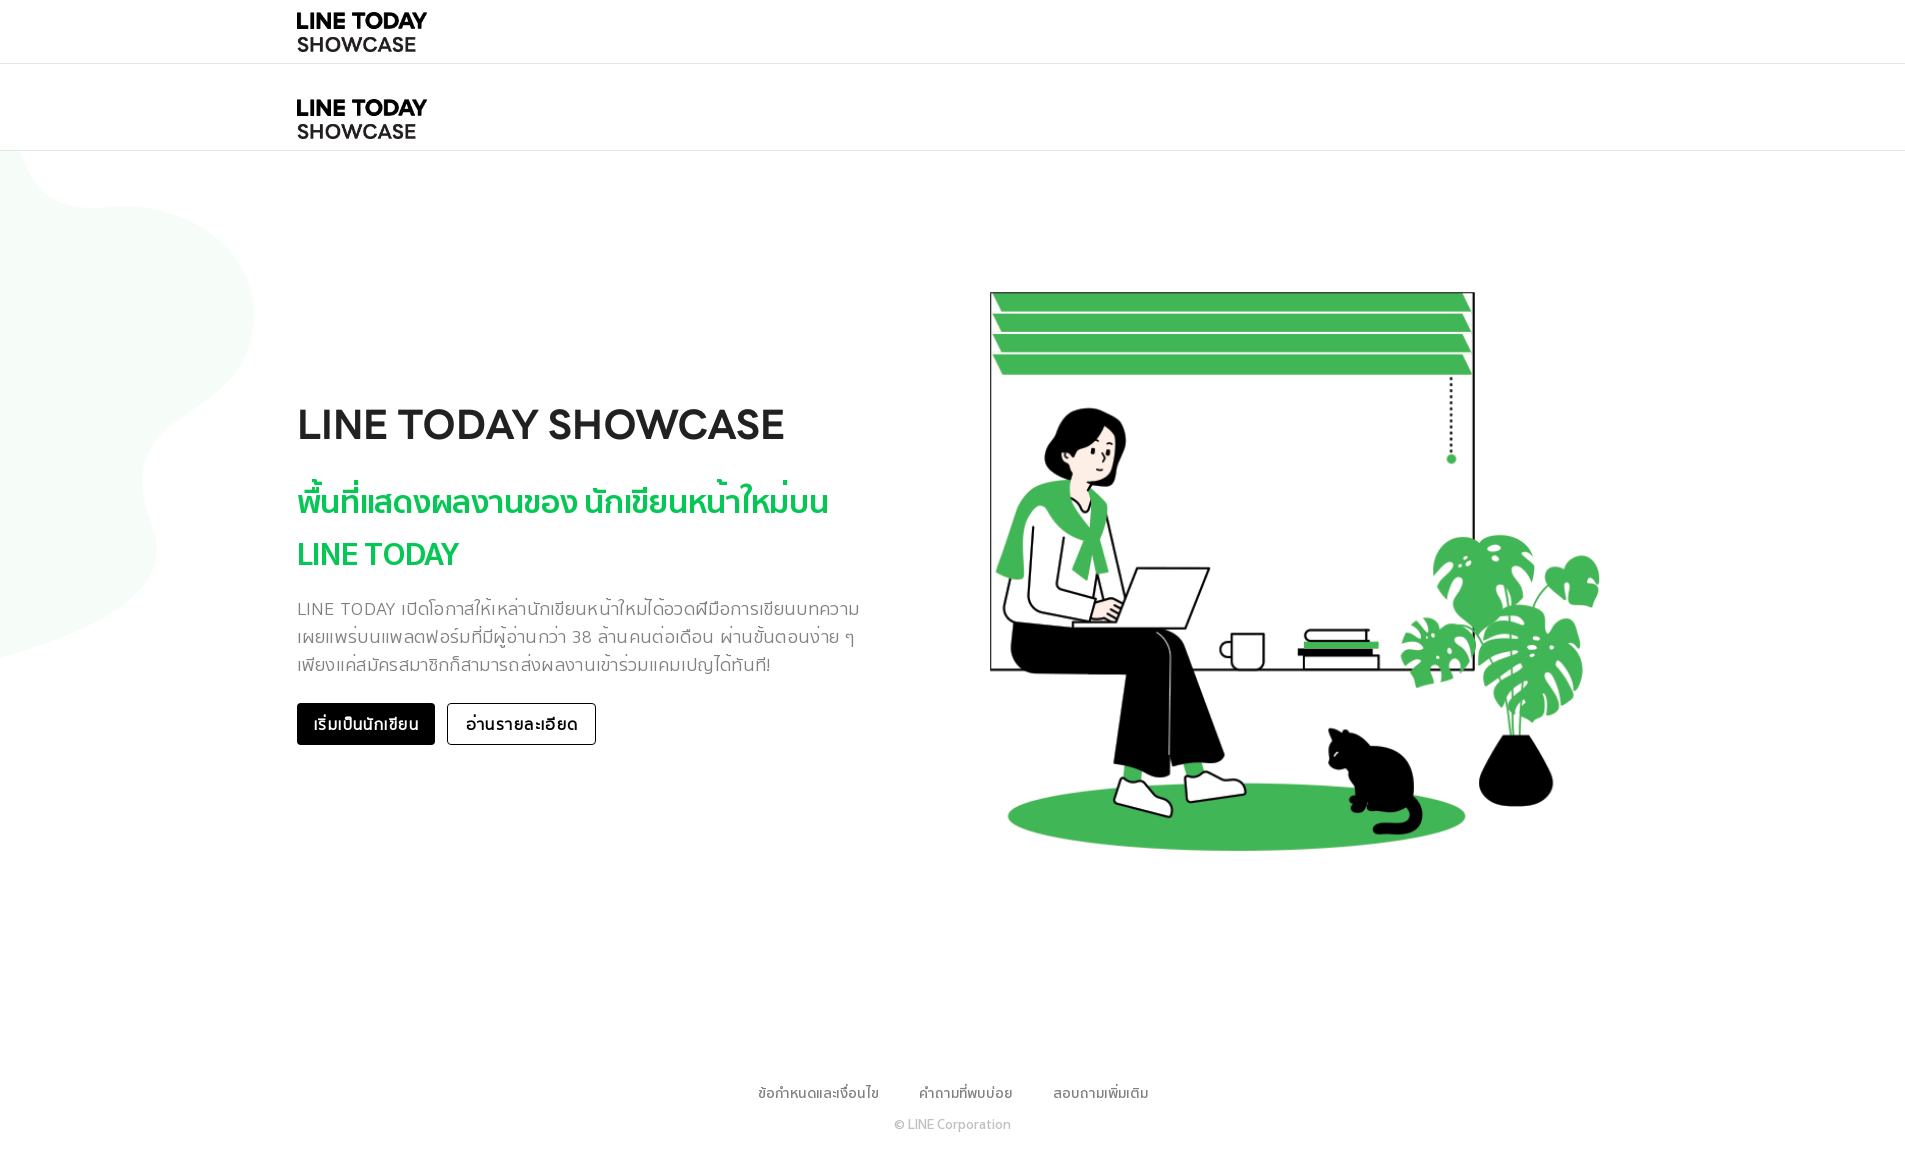 LINE TODAY
SHOWCASE
LINE TODAY
SHOWCASE
LINE TODAY SHOWCASE
พื้นที่แสดงผลงานของ นักเขียนหน้าใหม่บน
LINE TODAY
LINE TODAY เปิดโอกาสให้เหล่านักเขียนหน้าใหม่ได้อวดฝีมือการเขียนบทความ
เผยแพร่บนแพลตฟอร์มที่มีผู้อ่านกว่า 38 ล้านคนต่อเดือน ผ่านขั้นตอนง่าย ๆ
เพียงแค่สมัครสมาชิกก็สามารถส่งผลงานเข้าร่วมแคมเปญได้ทันที!
เริ่มเป็นนักเขียน
อ่านรายละเอียด
ข้อกำหนดและเงื่อนไข
คำถามที่พบบ่อย
สอบถามเพิ่มเติม
© LINE Corporation